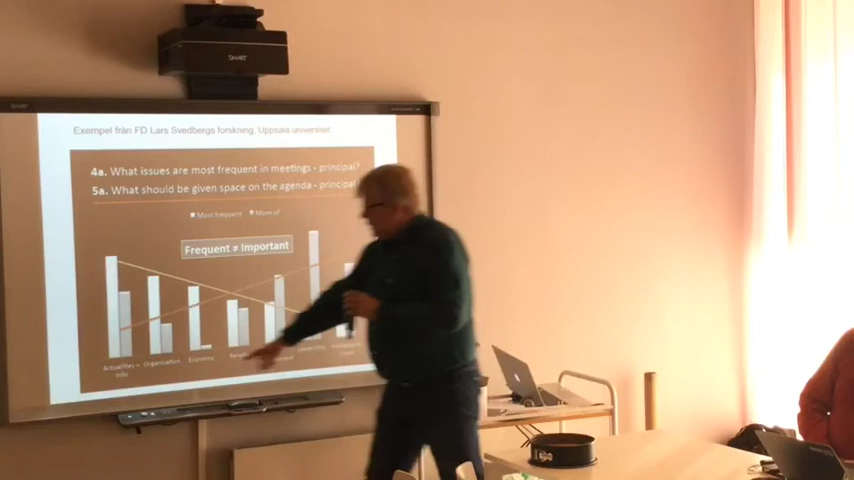 SMART
Exempel från FD Lars Svedbergs forskning, Uppsala universitet.
4a. What issues are most frequent in meetings - principal?
5a. What should be given space on the agenda - principal
Most frequent More of
Frequent ≠ Important
Actualities - Organisation Economy
info